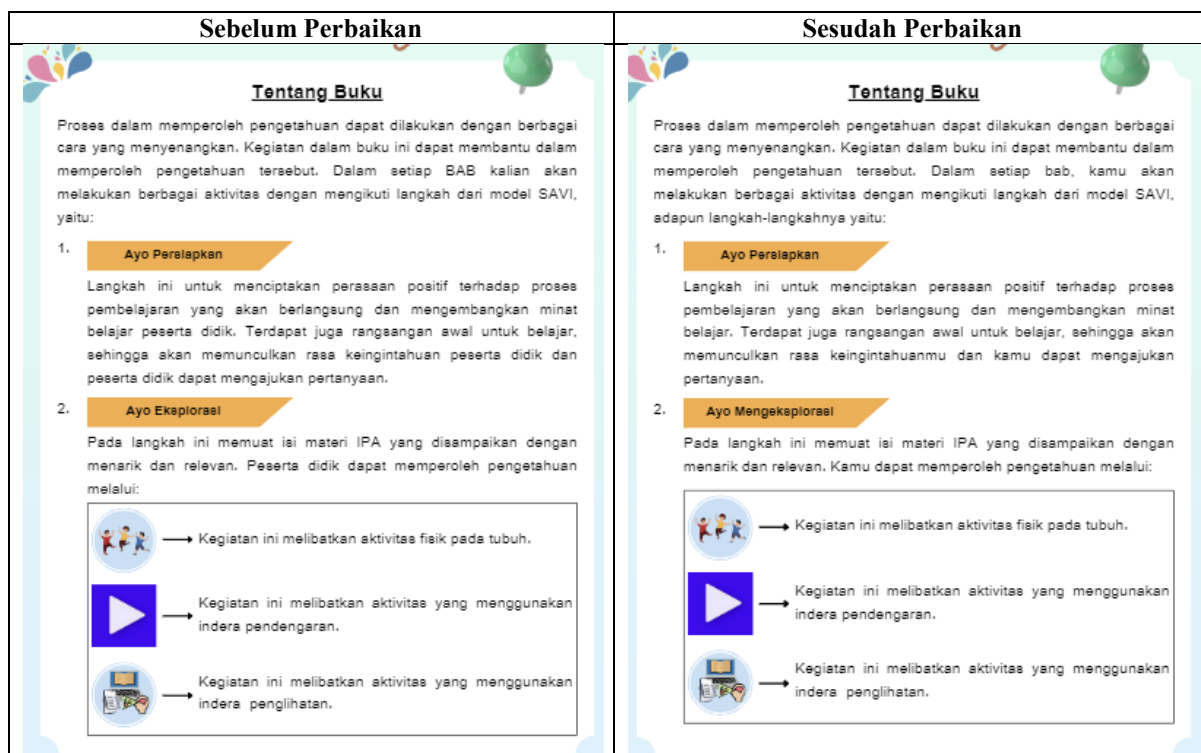 Sebelum Perbaikan
Tentang Buku
Proses dalam memperoleh pengetahuan dapat dilakukan dengan berbagai
cara yang menyenangkan. Kegiatan dalam buku ini dapat membantu dalam
memperoleh pengetahuan tersebut. Dalam setiap BAB kalian akan
melakukan berbagai aktivitas dengan mengikuti langkah dari model SAVI,
yaitu:
1. Ayo Persiapkan
Langkah ini untuk menciptakan perasaan positif terhadap proses
pembelajaran yang akan berlangsung dan mengembangkan minat
belajar peserta didik. Terdapat juga rangsangan awal untuk belajar,
sehingga akan memunculkan rasa keingintahuan peserta didik dan
peserta didik dapat mengajukan pertanyaan.
2. Ayo Eksplorasi
Pada langkah ini memuat isi materi IPA yang disampaikan dengan
menarik dan relevan. Peserta didik dapat memperoleh pengetahuan
melalui:
Kegiatan ini melibatkan aktivitas fisik pada tubuh.
Kegiatan ini melibatkan aktivitas yang menggunakan
indera pendengaran.
Kegiatan ini melibatkan aktivitas yang menggunakan
indera penglihatan.
Sesudah Perbaikan
Tentang Buku
Proses dalam memperoleh pengetahuan dapat dilakukan dengan berbagai
cara yang menyenangkan. Kegiatan dalam buku ini dapat membantu dalam
memperoleh pengetahuan tersebut. Dalam setiap bab, kamu akan
melakukan berbagai aktivitas dengan mengikuti langkah dari model SAVI,
adapun langkah-langkahnya yaitu:
1. Ayo Persiapkan
Langkah ini untuk menciptakan perasaan positif terhadap proses
pembelajaran yang akan berlangsung dan mengembangkan minat
belajar. Terdapat juga rangsangan awal untuk belajar, sehingga akan
memunculkan rasa keingintahuanmu dan kamu dapat mengajukan
pertanyaan.
2. Ayo Mengeksplorasi
Pada langkah ini memuat isi materi IPA yang disampaikan dengan
menarik dan relevan. Kamu dapat memperoleh pengetahuan melalui:
Kegiatan ini melibatkan aktivitas fisik pada tubuh.
Kegiatan ini melibatkan aktivitas yang menggunakan
indera pendengaran.
Kegiatan ini melibatkan aktivitas yang menggunakan
indera penglihatan.